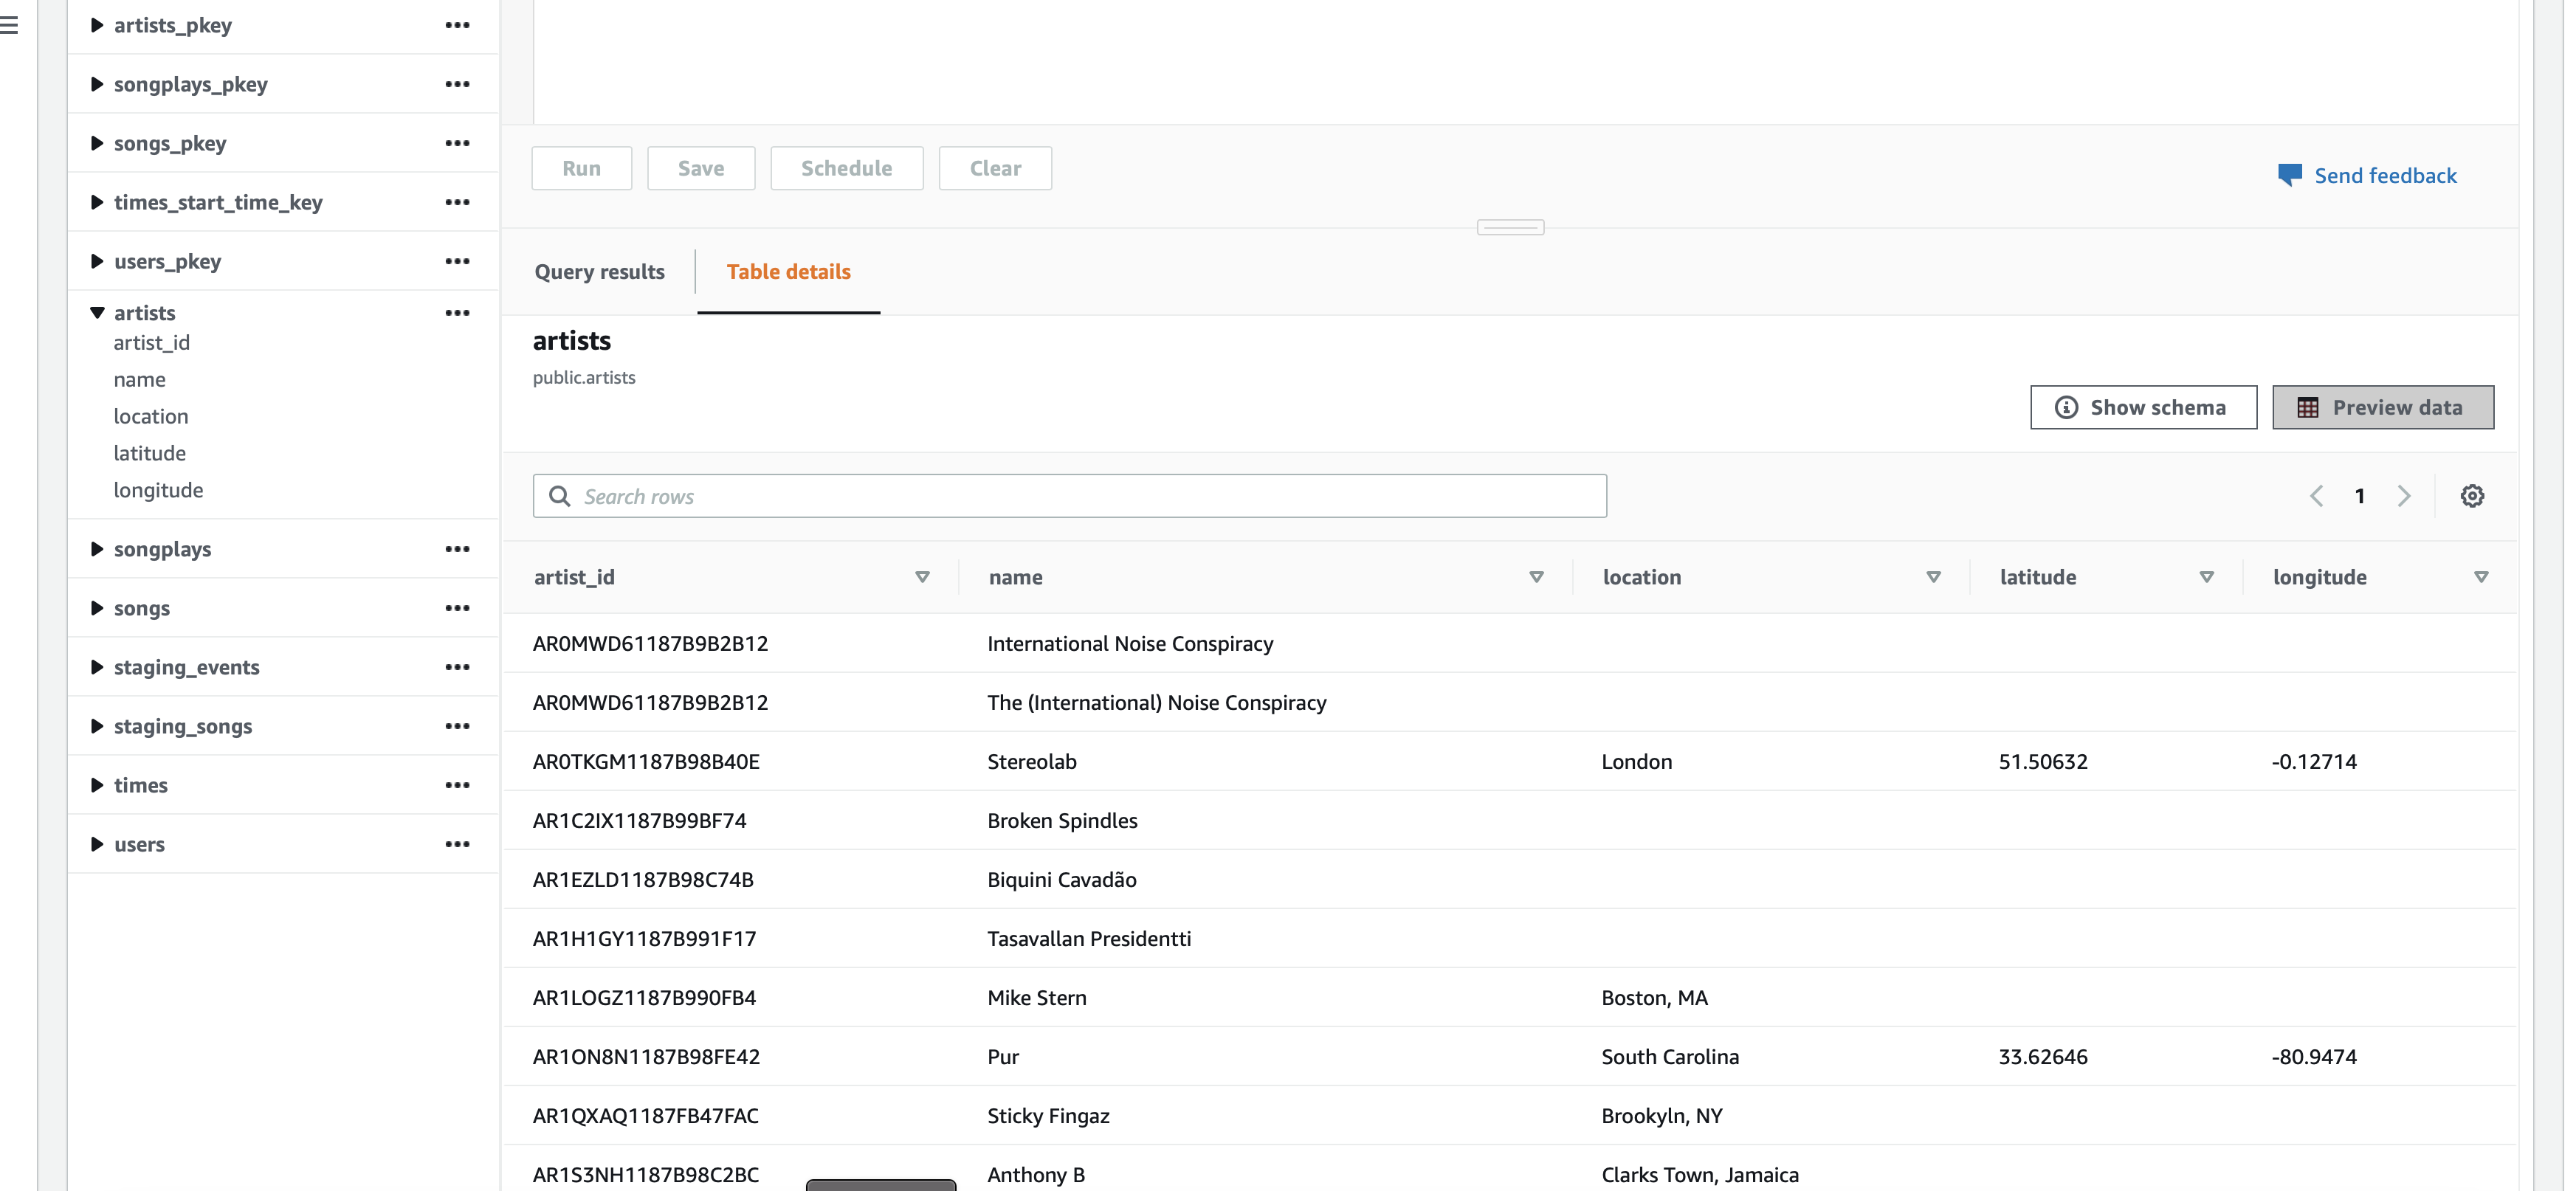 artists_pkey
songplays_pkey
songs_pkey
times_start_time_key
users_pkey
artists
artist_id
name
location
latitude
longitude
songplays
songs
staging_events
staging_songs
times
users
Run Save Schedule Clear
Send feedback
Query results Table details
artists
public.artists
Show schema Preview data
Search rows
1
artist_id name location latitude longitude
AR0MWD61187B9B2B12 International Noise Conspiracy
AR0MWD61187B9B2B12 The (International) Noise Conspiracy
AR0TKGM1187B98B40E Stereolab London 51.50632 -0.12714
AR1C2IX1187B99BF74 Broken Spindles
AR1EZLD1187B98C74B Biquini Cavadão
AR1H1GY1187B991F17 Tasavallan Presidentti
AR1LOGZ1187B990FB4 Mike Stern Boston, MA
AR1ON8N1187B98FE42 Pur South Carolina 33.62646 -80.9474
AR1QXAQ1187FB47FAC Sticky Fingaz Brookyln, NY
AR1S3NH1187B98C2BC Anthony B Clarks Town, Jamaica